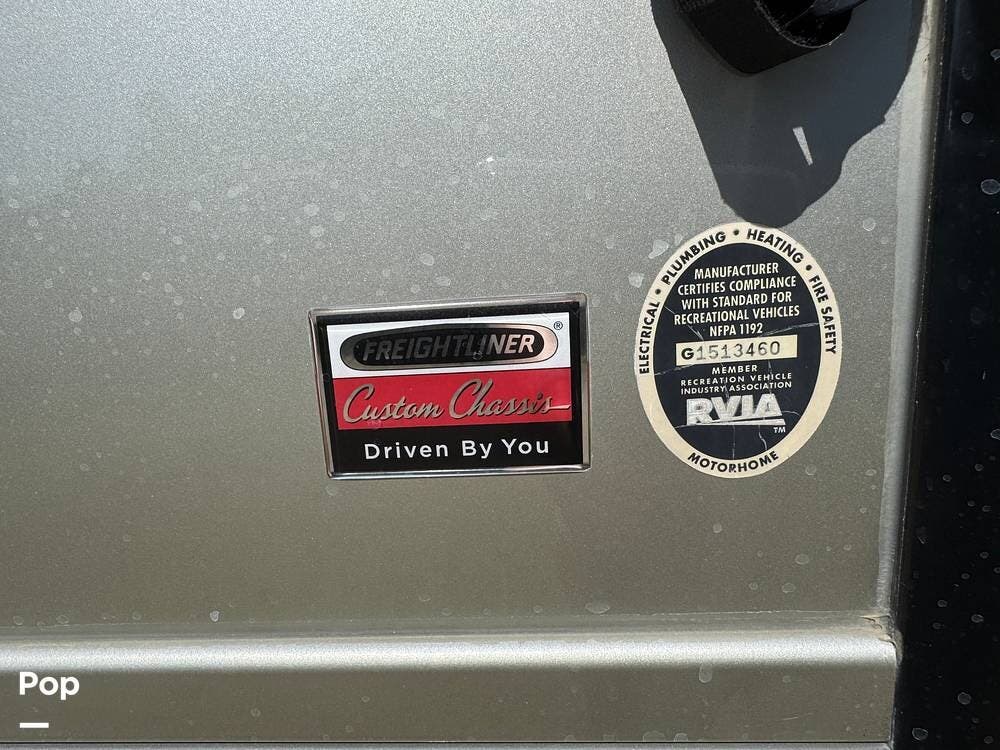 FREIGHTLINER ®
Custom Chassis
Driven By You
ELECTRICAL • PLUMBING • HEATING • FIRE SAFETY
MANUFACTURER
CERTIFIES COMPLIANCE
WITH STANDARD FOR
RECREATIONAL VEHICLES
NFPA 1192
G1513460
MEMBER
RECREATION VEHICLE
INDUSTRY ASSOCIATION
RVIA
TM
MOTORHOME
Pop